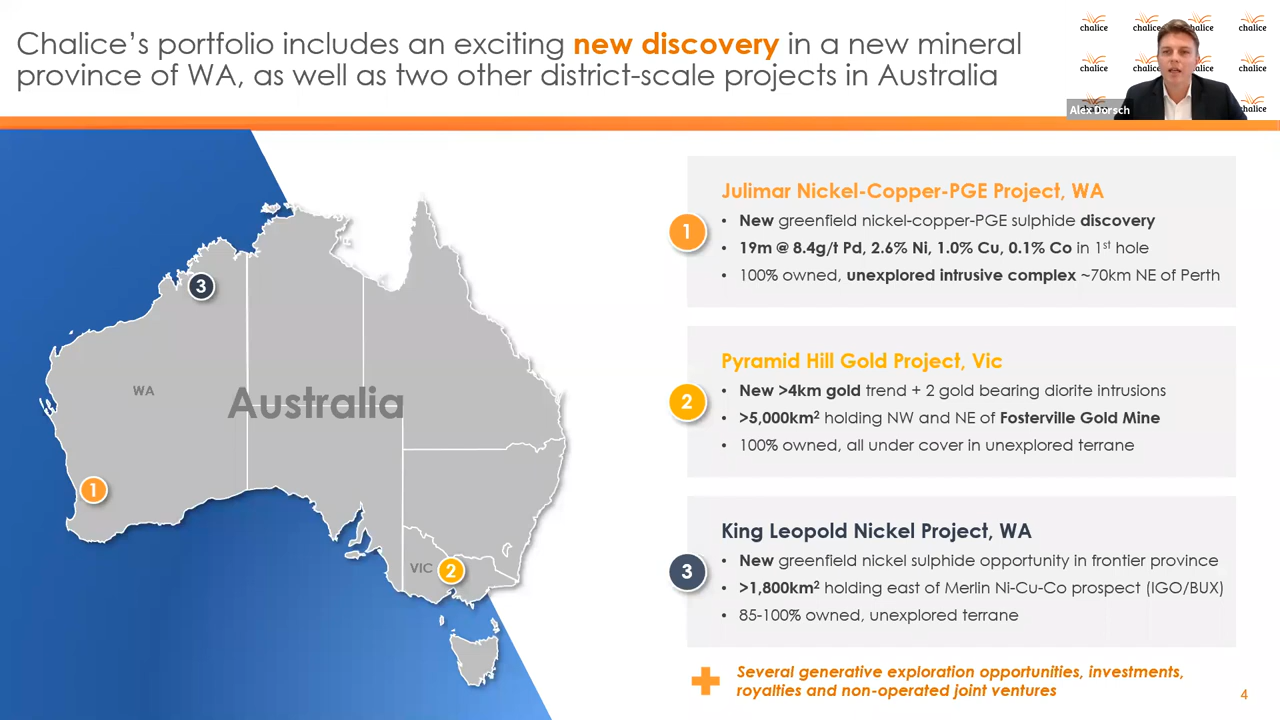 Chalice's portfolio includes an exciting new discovery in a new mineral
province of WA, as well as two other district-scale projects in Australia
chalice chalice chalice chalice
chalice chalice chalice chalice
chalice chalice
Alex Dorsch
WA
Australia
VIC
3
1
2
1
Julimar Nickel-Copper-PGE Project, WA
• New greenfield nickel-copper-PGE sulphide discovery
• 19m @ 8.4g/t Pd, 2.6% Ni, 1.0% Cu, 0.1% Co in 1st hole
• 100% owned, unexplored intrusive complex ~70km NE of Perth
2
Pyramid Hill Gold Project, Vic
• New >4km gold trend + 2 gold bearing diorite intrusions
• >5,000km² holding NW and NE of Fosterville Gold Mine
• 100% owned, all under cover in unexplored terrane
3
King Leopold Nickel Project, WA
• New greenfield nickel sulphide opportunity in frontier province
• >1,800km² holding east of Merlin Ni-Cu-Co prospect (IGO/BUX)
• 85-100% owned, unexplored terrane
Several generative exploration opportunities, investments,
royalties and non-operated joint ventures
4